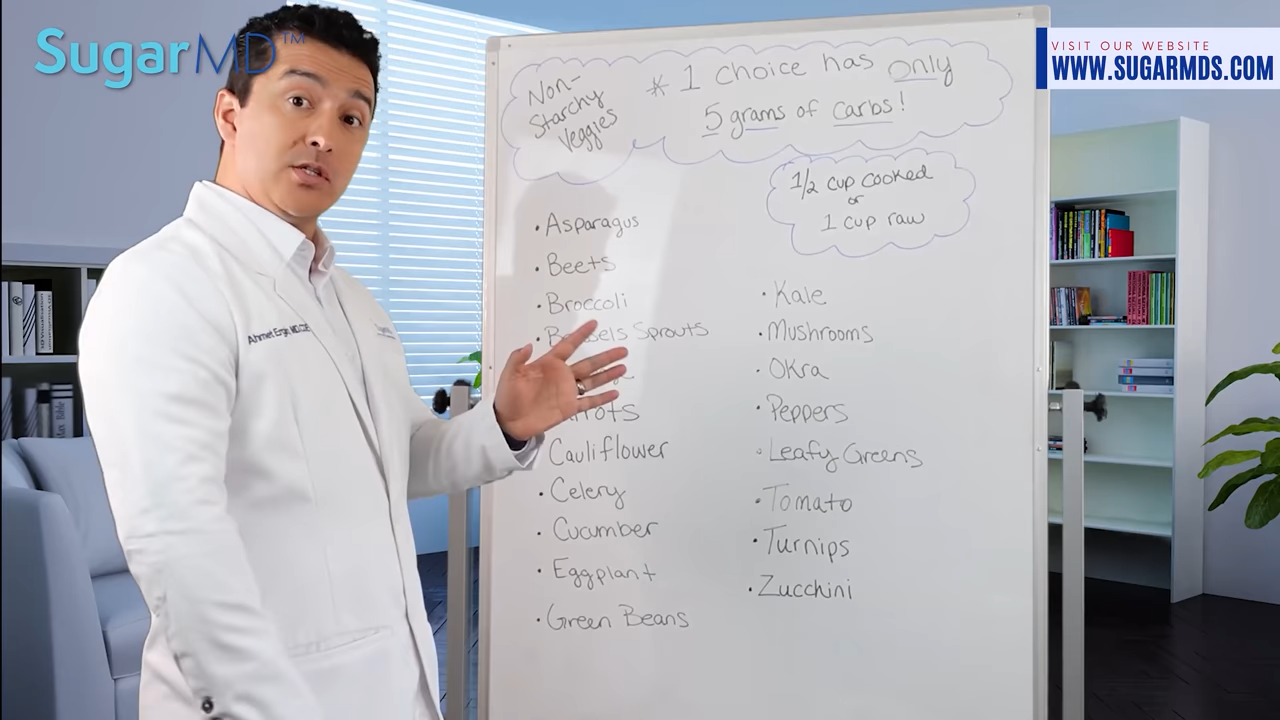 SugarMD™
VISIT OUR WEBSITE
WWW.SUGARMDS.COM
Non-
Starchy
Veggies
* 1 choice has only
5 grams of carbs!
1/2 cup cooked
or
1 cup raw
• Asparagus
• Beets
• Broccoli
• Brussels Sprouts
Cauliflower
• Celery
• Cucumber
• Eggplant
• Green Beans
• Kale
• Mushrooms
• Okra
• Peppers
• Leafy Greens
• Tomato
• Turnips
• Zucchini